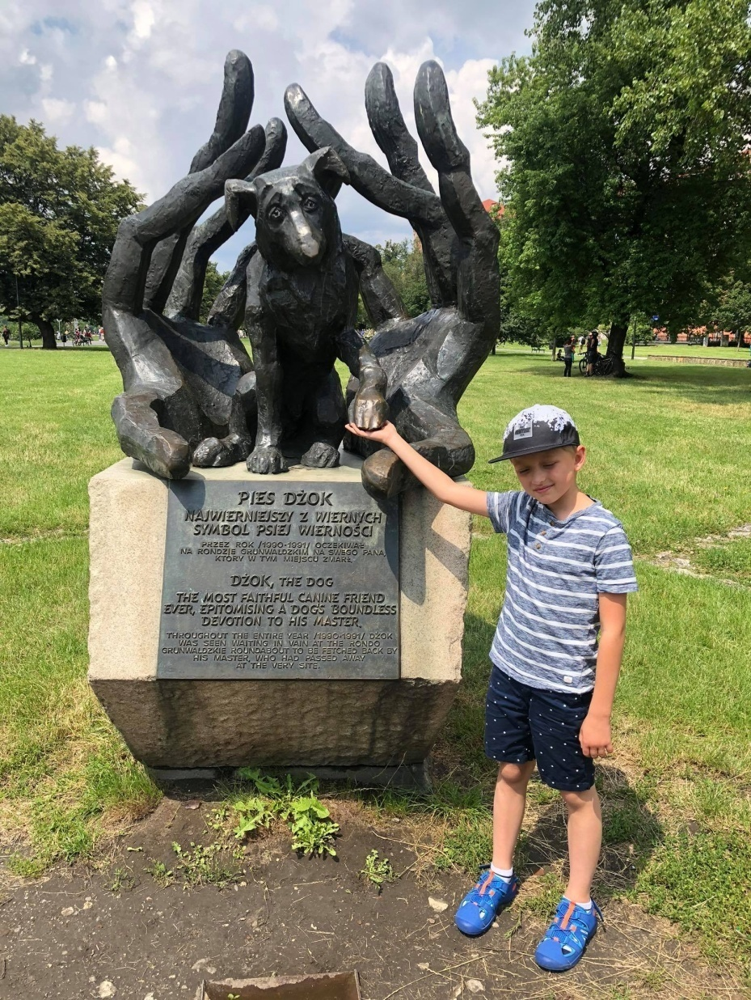 PIES DŻOK
NAJWIERNIEJSZY Z WIERNYCH
SYMBOL PSIEJ WIERNOŚCI
PRZEZ ROK /1990-1991/ OCZEKIWAŁ
NA RONDZIE GRUNWALDZKIM NA SWEGO PANA,
KTÓRY W TYM MIEJSCU ZMARŁ.
DŻOK, THE DOG
THE MOST FAITHFUL CANINE FRIEND
EVER, EPITOMISING A DOG'S BOUNDLESS
DEVOTION TO HIS MASTER.
THROUGHOUT THE ENTIRE YEAR /1990-1991/ DŻOK
WAS SEEN WAITING IN VAIN AT THE RONDO
GRUNWALDZKIE ROUNDABOUT TO BE FETCHED BACK BY
HIS MASTER, WHO HAD PASSED AWAY
AT THE VERY SITE.